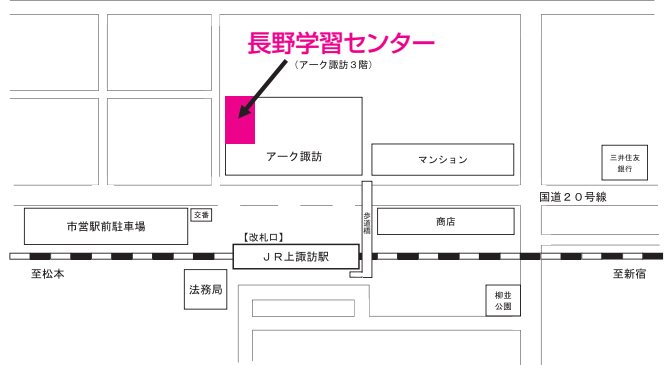 長野学習センター
（アーク諏訪３階）
アーク諏訪
マンション
三井住友
銀行
国道２０号線
交番
市営駅前駐車場
歩道橋
商店
【改札口】
ＪＲ上諏訪駅
至松本
至新宿
法務局
柳並
公園